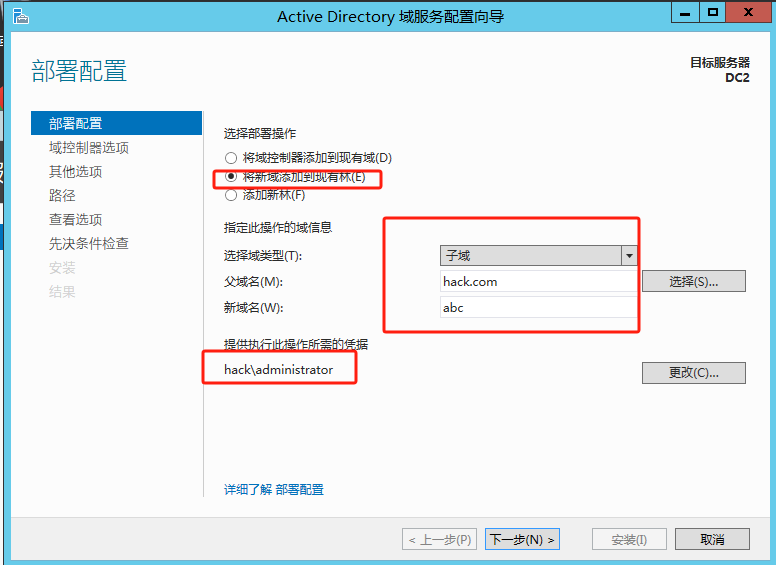 Active Directory 域服务配置向导
部署配置
目标服务器
DC2
部署配置
域控制器选项
其他选项
路径
查看选项
先决条件检查
安装
结果
选择部署操作
将域控制器添加到现有域(D)
将新域添加到现有林(E)
添加新林(F)
指定此操作的域信息
选择域类型(T):
子域
父域名(M):
hack.com
选择(S)...
新域名(W):
abc
提供执行此操作所需的凭据
hack\administrator
更改(C)...
详细了解 部署配置
< 上一步(P)
下一步(N) >
安装(I)
取消